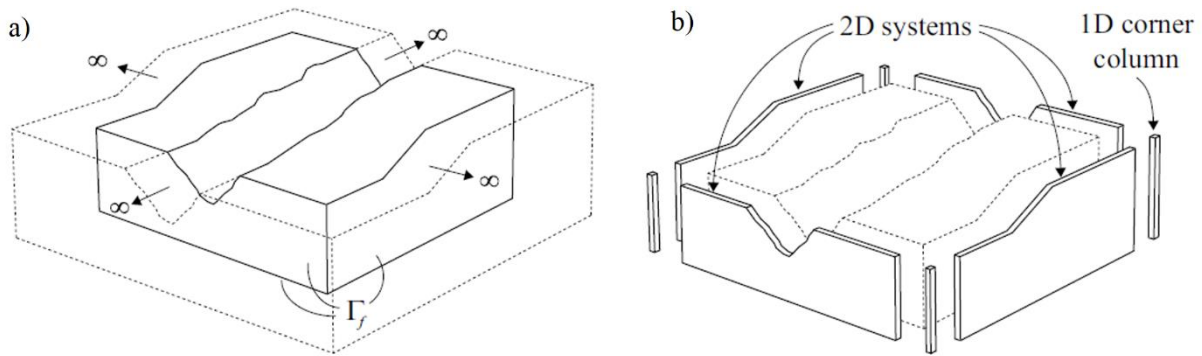 a)
∞
∞
∞
∞
Γf
b)
2D systems
1D corner
column